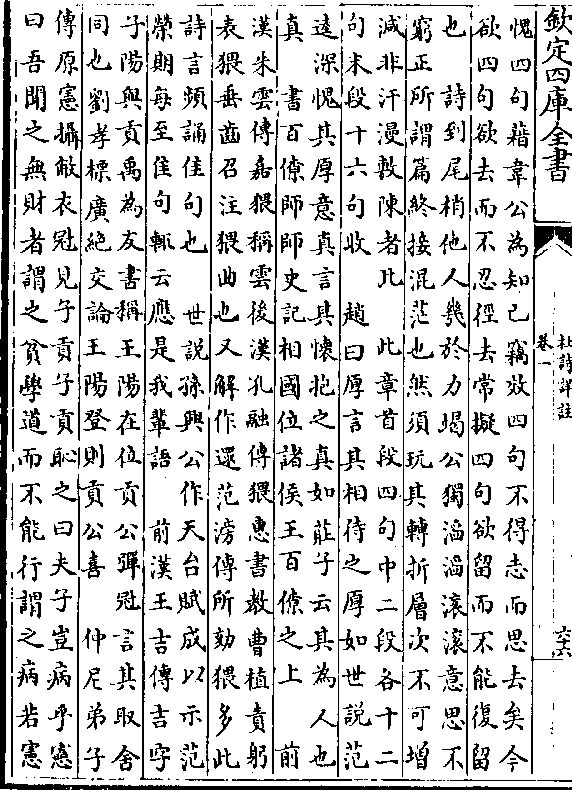 欽定四庫全書
杜詩詳註
卷一
六六
愧四句藉韋公為知己竊效四句不得志而思去矣今
欲四句欲去而不忍徑去常擬四句欲留而不能復留
也　詩到尾梢他人幾於力竭公獨滔滔滾滾意思不
窮正所謂篇終接混茫也然須玩其轉折層次不可增
減非汗漫敷陳者比　此章首段四句中二段各十二
句末段十六句收　趙曰厚言其相待之厚如世說范
逵深愧其厚意真言其懷抱之真如莊子云其為人也
真　書百僚師師史記相國位諸侯王百僚之上　前
漢朱雲傳嘉猥稱雲後漢孔融傳猥惠書教曹植責躬
表猥垂齒召注猥曲也又解作還范滂傳所劾猥多此
詩言頻誦佳句也　世說孫興公作天台賦成以示范
榮期每至佳句輒云應是我輩語　前漢王吉傳吉字
子陽與貢禹為友書稱王陽在位貢公彈冠　言其取舍
同也劉孝標廣絕交論王陽登則貢公喜　仲尼弟子
傳原憲攝敝衣冠見子貢子貢恥之曰夫子豈病乎憲
曰吾聞之無財者謂之貧學道而不能行謂之病若憲